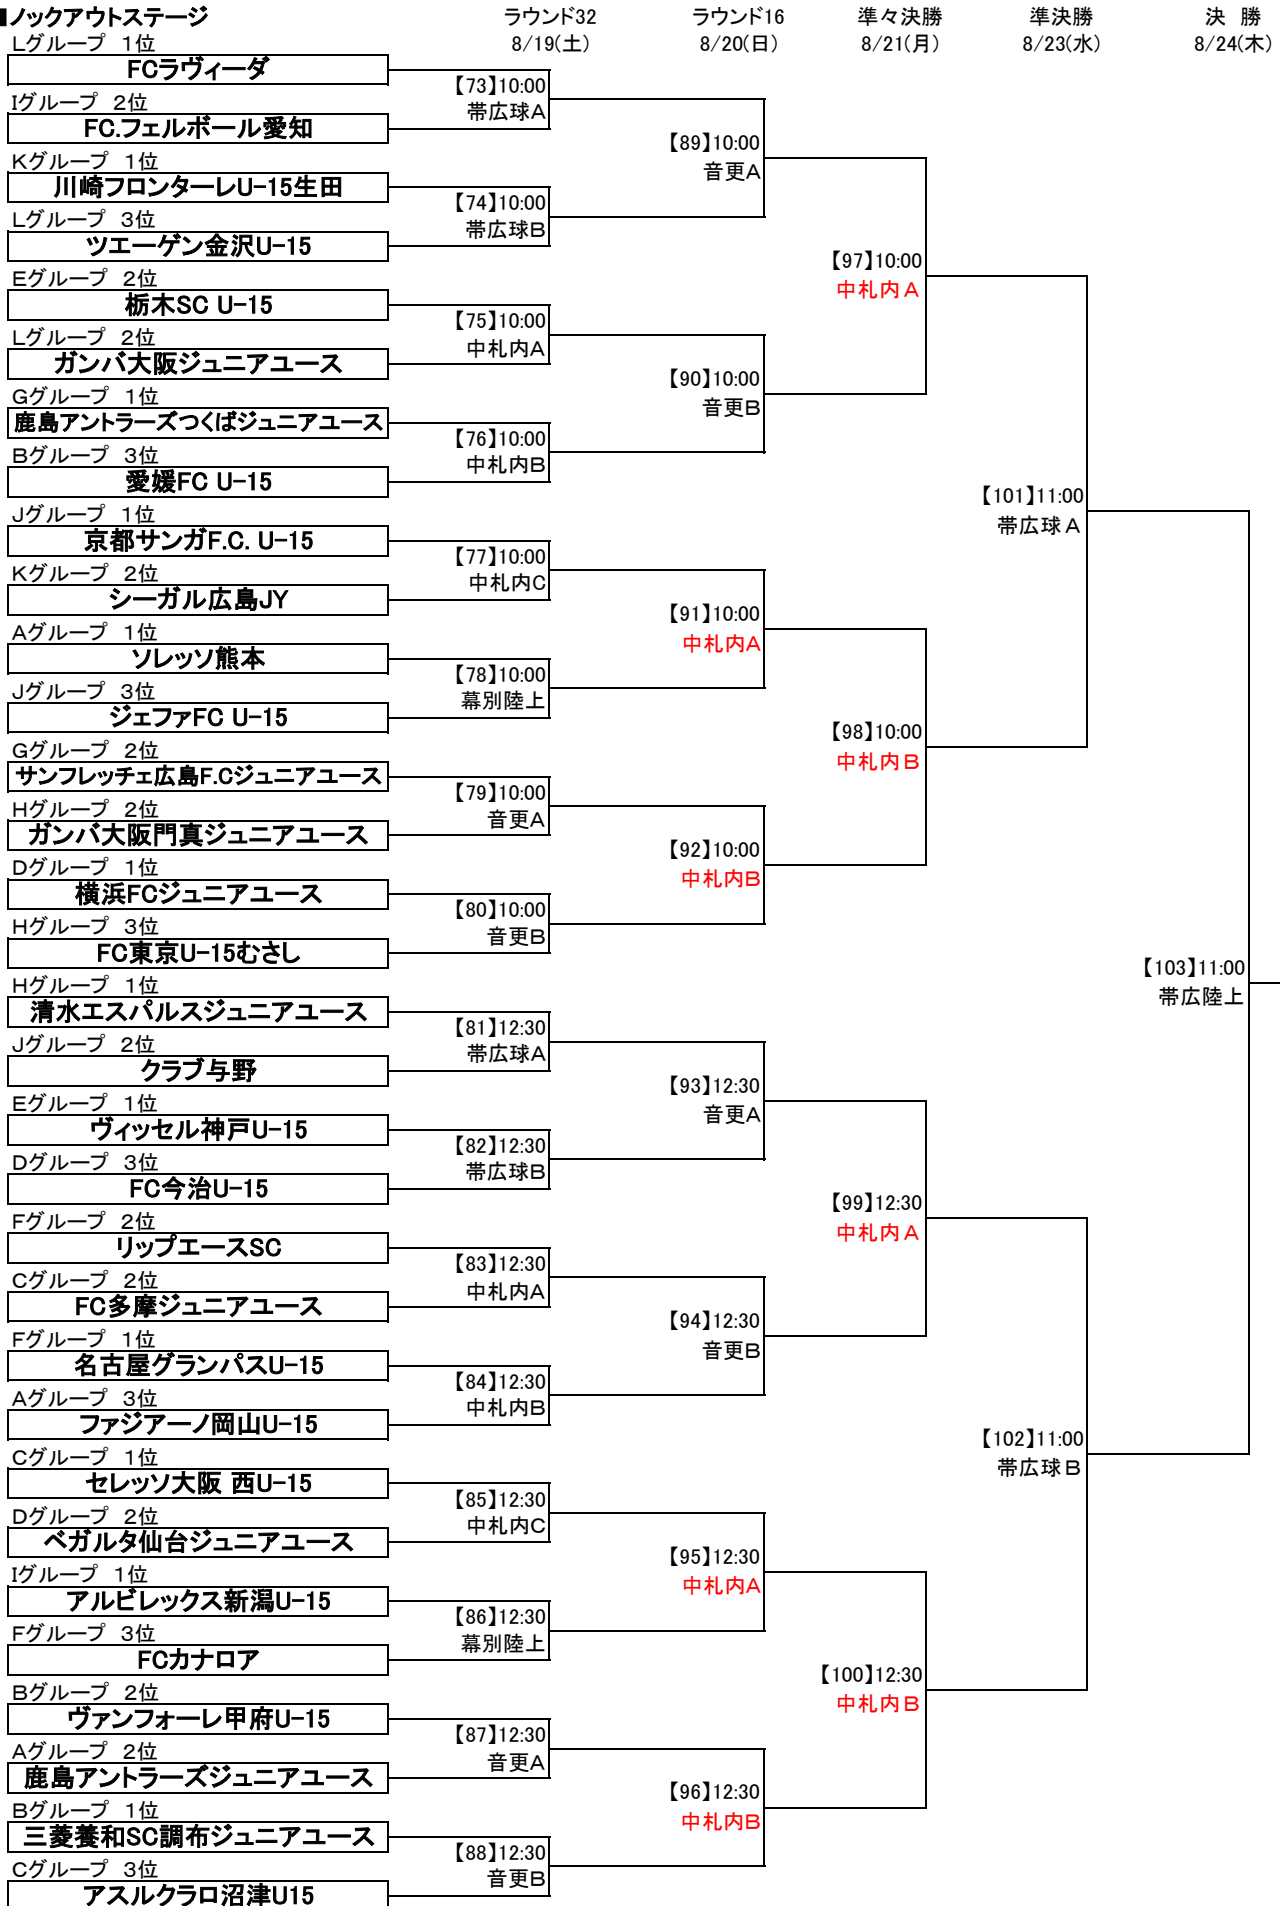 ■ノックアウトステージ
ラウンド32 ラウンド16 準々決勝 準決勝 決 勝
8/19(土) 8/20(日) 8/21(月) 8/23(水) 8/24(木)
Lグループ 1位
FCラヴィーダ
【73】10:00
帯広球A
Iグループ 2位
FC.フェルボール愛知
【89】10:00
音更A
Kグループ 1位
川崎フロンターレU-15生田
【74】10:00
帯広球B
Lグループ 3位
ツエーゲン金沢U-15
【97】10:00
中札内A
Eグループ 2位
栃木SC U-15
【75】10:00
中札内A
Lグループ 2位
ガンバ大阪ジュニアユース
【90】10:00
音更B
Gグループ 1位
鹿島アントラーズつくばジュニアユース
【76】10:00
中札内B
Bグループ 3位
愛媛FC U-15
【101】11:00
帯広球A
Jグループ 1位
京都サンガF.C. U-15
【77】10:00
中札内C
Kグループ 2位
シーガル広島JY
【91】10:00
中札内A
Aグループ 1位
ソレッソ熊本
【78】10:00
幕別陸上
Jグループ 3位
ジェファFC U-15
【98】10:00
中札内B
Gグループ 2位
サンフレッチェ広島F.Cジュニアユース
【79】10:00
音更A
Hグループ 2位
ガンバ大阪門真ジュニアユース
【92】10:00
中札内B
Dグループ 1位
横浜FCジュニアユース
【80】10:00
音更B
Hグループ 3位
FC東京U-15むさし
【103】11:00
帯広陸上
Hグループ 1位
清水エスパルスジュニアユース
【81】12:30
帯広球A
Jグループ 2位
クラブ与野
【93】12:30
音更A
Eグループ 1位
ヴィッセル神戸U-15
【82】12:30
帯広球B
Dグループ 3位
FC今治U-15
【99】12:30
中札内A
Fグループ 2位
リップエースSC
【83】12:30
中札内A
Cグループ 2位
FC多摩ジュニアユース
【94】12:30
音更B
Fグループ 1位
名古屋グランパスU-15
【84】12:30
中札内B
Aグループ 3位
ファジアーノ岡山U-15
【102】11:00
帯広球B
Cグループ 1位
セレッソ大阪 西U-15
【85】12:30
中札内C
Dグループ 2位
ベガルタ仙台ジュニアユース
【95】12:30
中札内A
Iグループ 1位
アルビレックス新潟U-15
【86】12:30
幕別陸上
Fグループ 3位
FCカナロア
【100】12:30
中札内B
Bグループ 2位
ヴァンフォーレ甲府U-15
【87】12:30
音更A
Aグループ 2位
鹿島アントラーズジュニアユース
【96】12:30
中札内B
Bグループ 1位
三菱養和SC調布ジュニアユース
【88】12:30
音更B
Cグループ 3位
アスルクラロ沼津U15